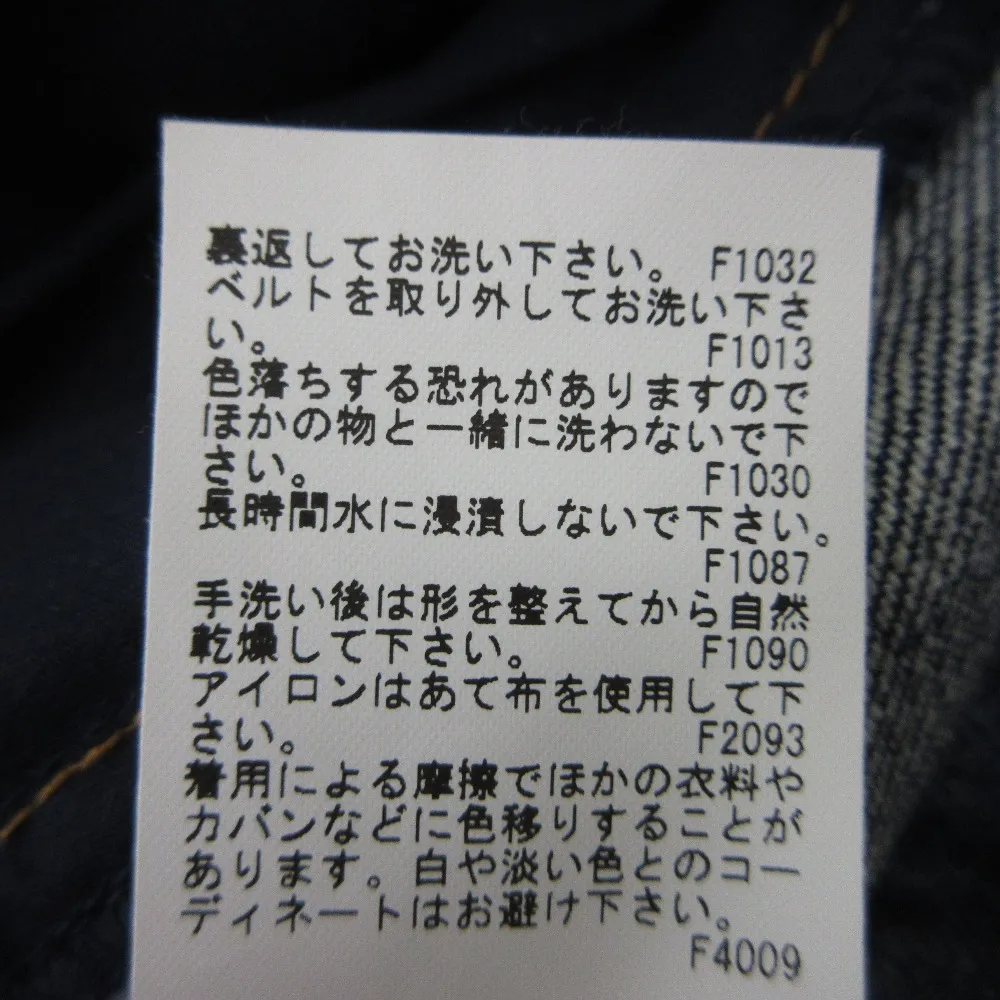 裏返してお洗い下さい。 F1032
ベルトを取り外してお洗い下さ
い。 F1013
色落ちする恐れがありますので
ほかの物と一緒に洗わないで下
さい。 F1030
長時間水に浸漬しないで下さい。
F1087
手洗い後は形を整えてから自然
乾燥して下さい。 F1090
アイロンはあて布を使用して下
さい。 F2093
着用による摩擦でほかの衣料や
カバンなどに色移りすることが
あります。白や淡い色とのコー
ディネートはお避け下さい。
F4009